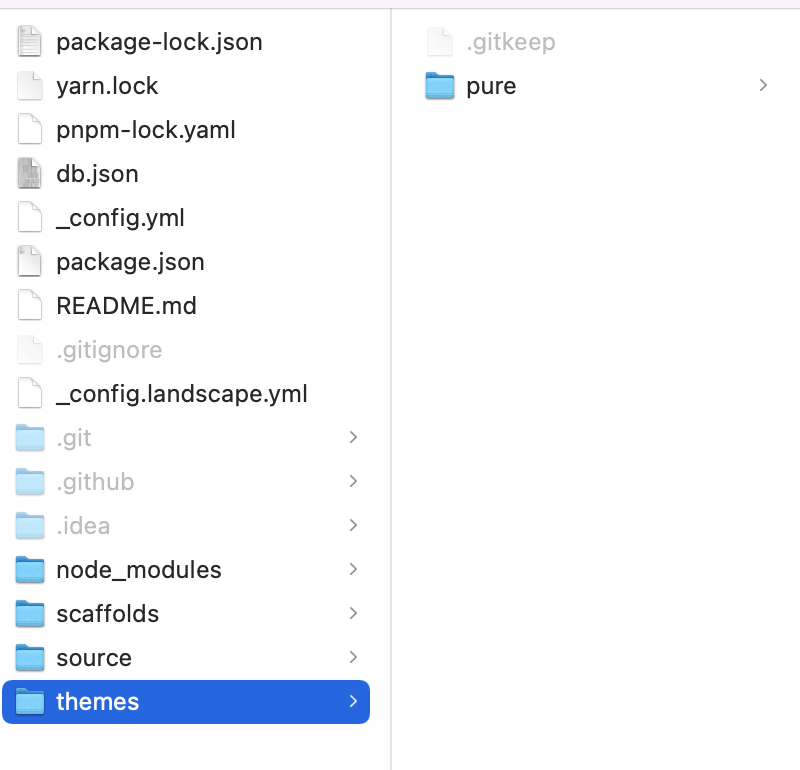 package-lock.json
yarn.lock
pnpm-lock.yaml
db.json
_config.yml
package.json
README.md
.gitignore
_config.landscape.yml
.git
.github
.idea
node_modules
scaffolds
source
themes
.gitkeep
pure